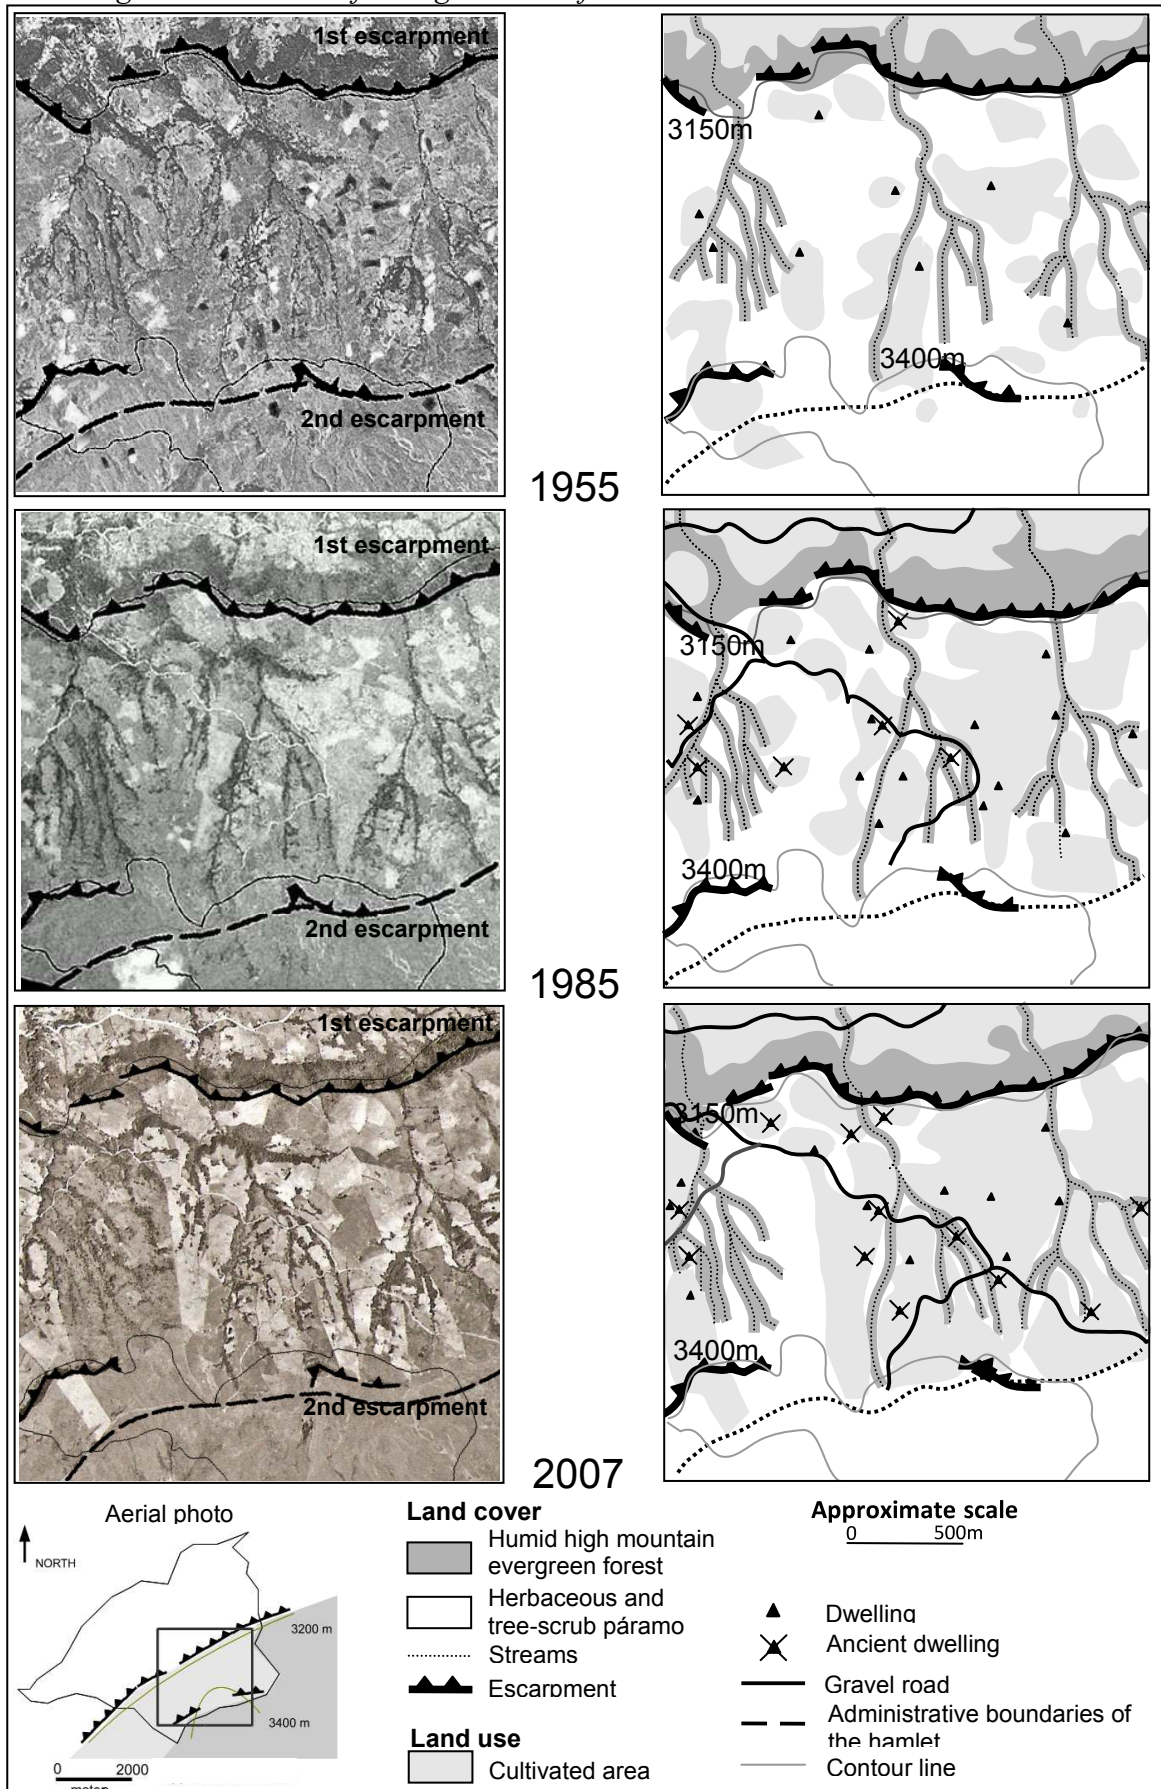 1st escarpment
2nd escarpment
3150m
3400m
1955
1st escarpment
2nd escarpment
3150m
3400m
1985
1st escarpment
2nd escarpment
3150m
3400m
2007
Aerial photo
NORTH
3200 m
3400 m
0 2000
Land cover
Humid high mountain
evergreen forest
Herbaceous and
tree-scrub páramo
Streams
Escarpment
Land use
Cultivated area
Approximate scale
0 500m
Dwelling
Ancient dwelling
Gravel road
Administrative boundaries of
the hamlet
Contour line